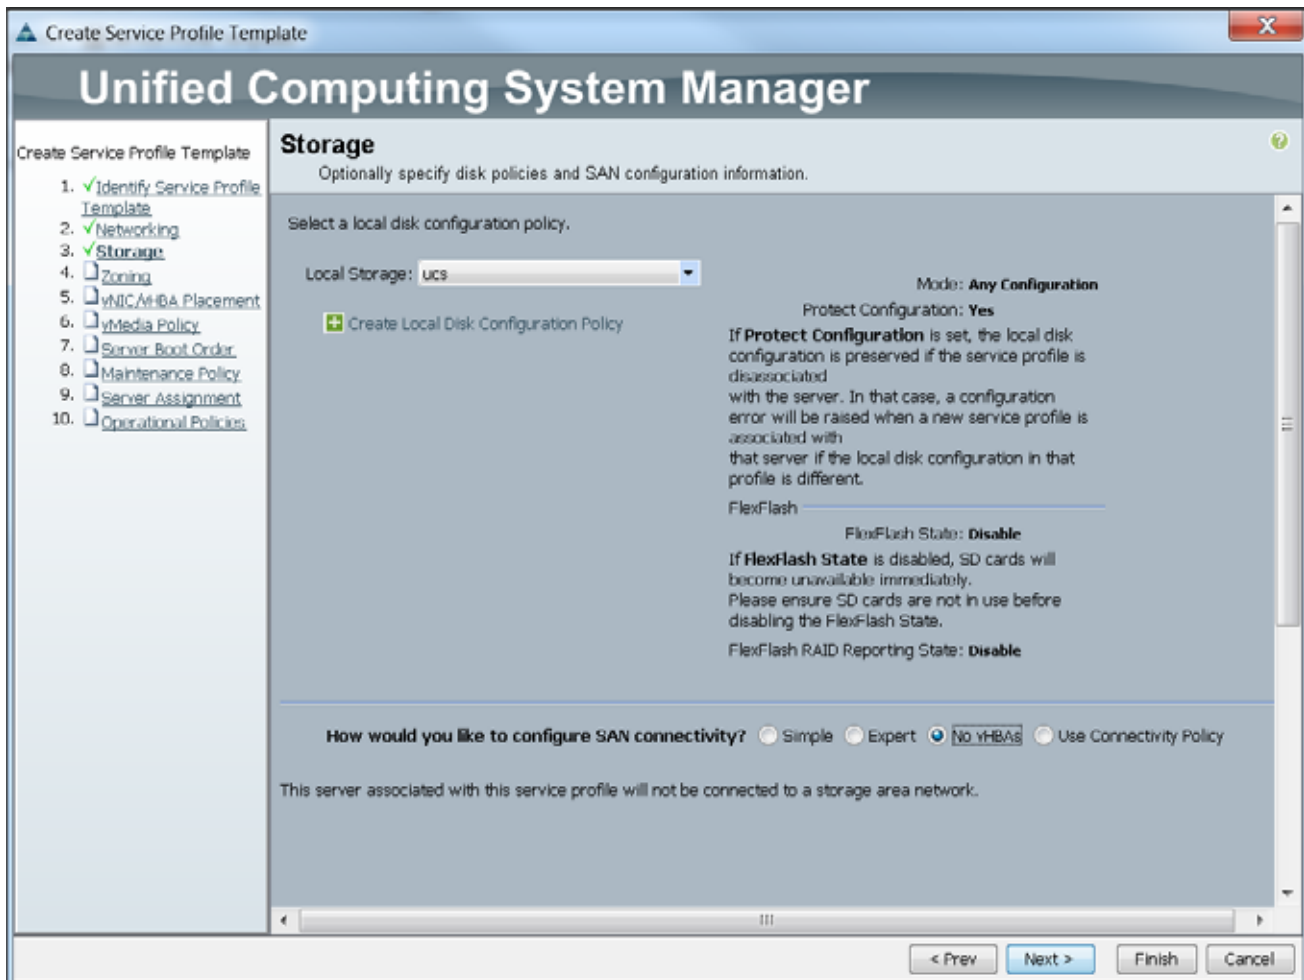 Create Service Profile Template
X
Unified Computing System Manager
Create Service Profile Template
1. Identify Service Profile
Template
2. Networking
3. Storage
4. Zoning
5. vNIC/vHBA Placement
6. vMedia Policy
7. Server Boot Order
8. Maintenance Policy
9. Server Assignment
10. Operational Policies
Storage
Optionally specify disk policies and SAN configuration information.
Select a local disk configuration policy.
Local Storage: ucs
Create Local Disk Configuration Policy
Mode: Any Configuration
Protect Configuration: Yes
If Protect Configuration is set, the local disk
configuration is preserved if the service profile is
disassociated
with the server. In that case, a configuration
error will be raised when a new service profile is
associated with
that server if the local disk configuration in that
profile is different.
FlexFlash
FlexFlash State: Disable
If FlexFlash State is disabled, SD cards will
become unavailable immediately.
Please ensure SD cards are not in use before
disabling the FlexFlash State.
FlexFlash RAID Reporting State: Disable
How would you like to configure SAN connectivity? Simple Expert No vHBAs Use Connectivity Policy
This server associated with this service profile will not be connected to a storage area network.
< Prev Next > Finish Cancel